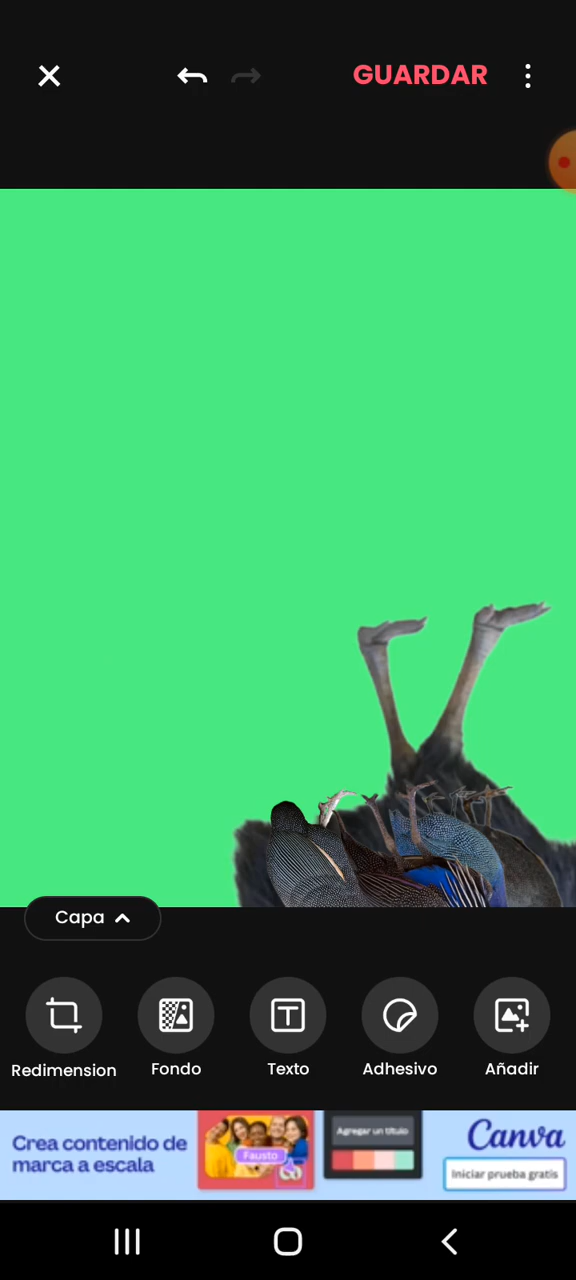 GUARDAR
Capa
Redimension
Fondo
Texto
Adhesivo
Añadir
Crea contenido de
marca a escala
Fausto
Agregar un título
Canva
Iniciar prueba gratis